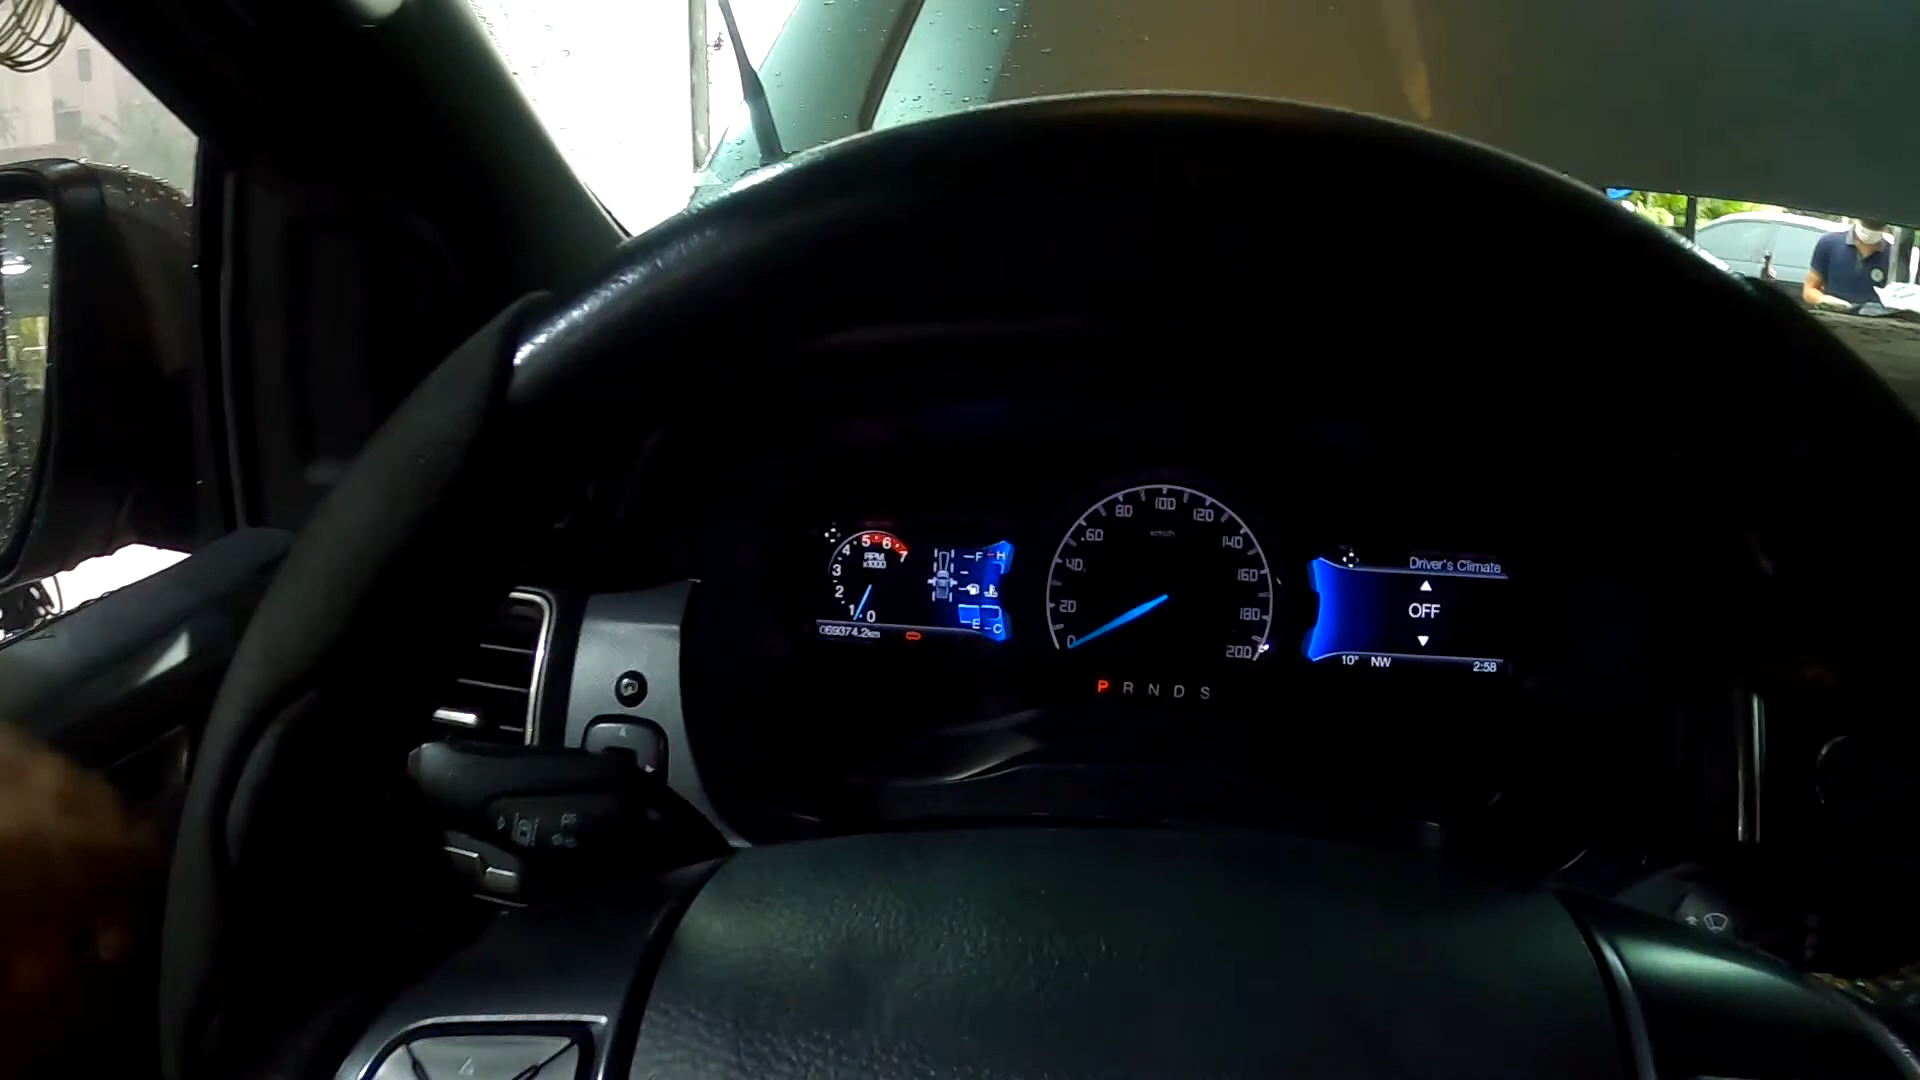 5 6 7
4
3
2
1 0
RPM
x1000
F H
E C
069374.2km
0 20 40 60 80 100 120 140 160 180 200
km/h
P R N D S
Driver's Climate
OFF
10° NW 2:58